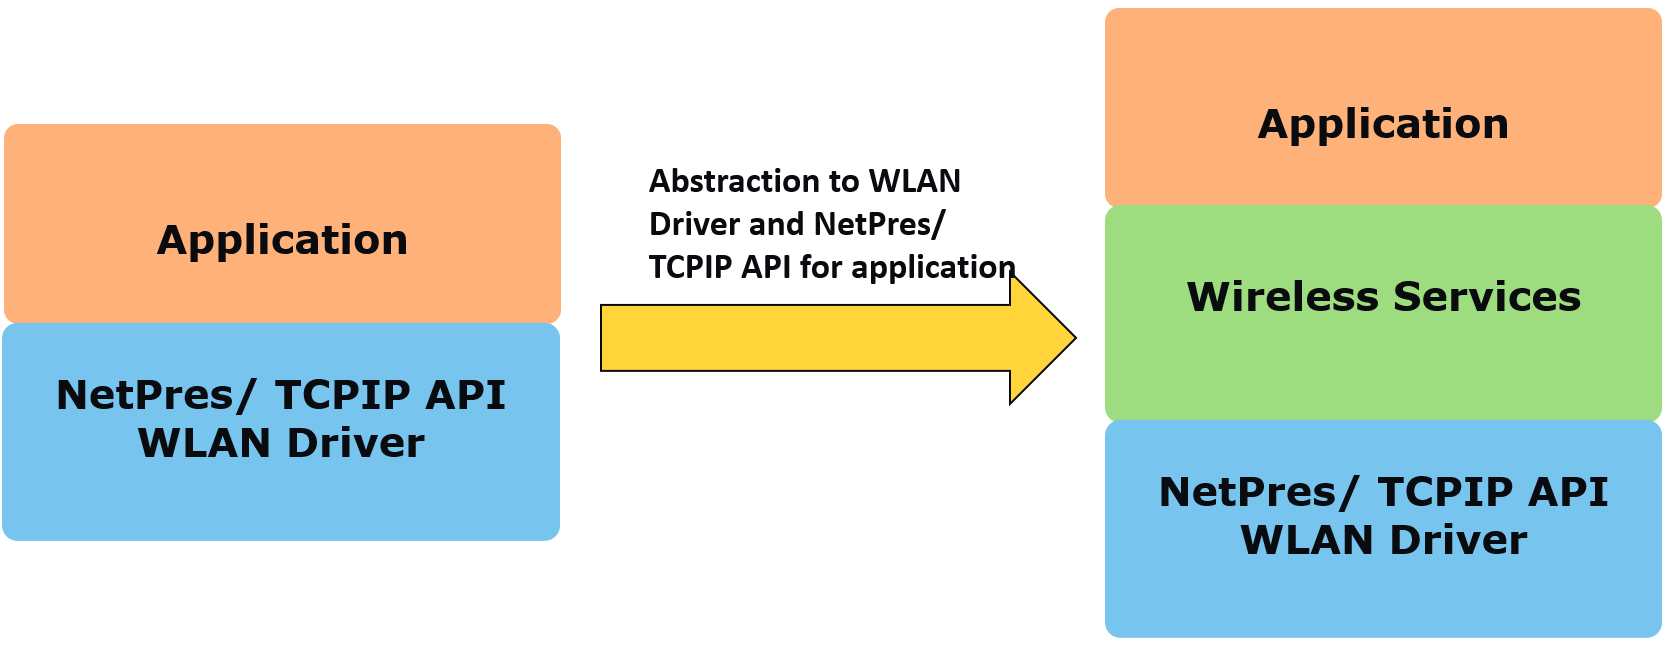 Application
NetPres/ TCPIP API
WLAN Driver
Abstraction to WLAN
Driver and NetPres/
TCPIP API for application
Application
Wireless Services
NetPres/ TCPIP API
WLAN Driver